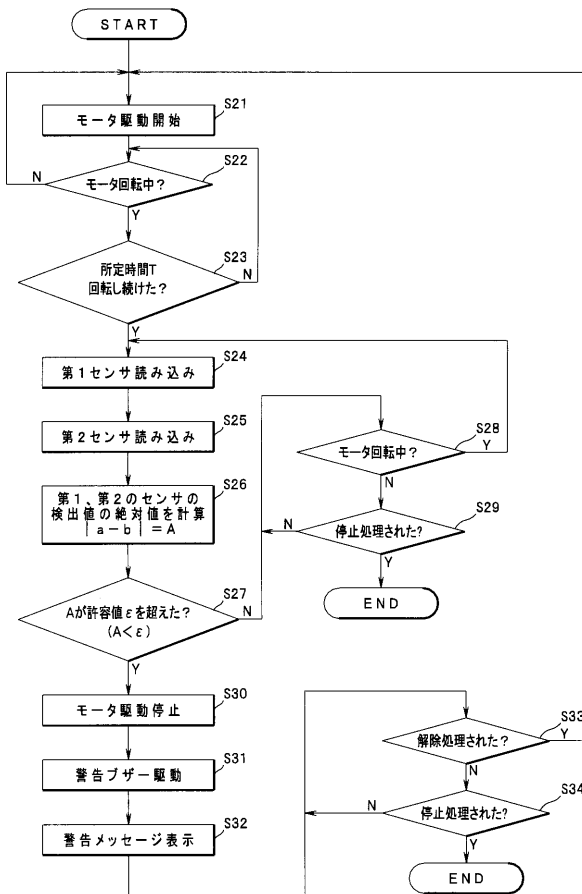 START
S21
モータ駆動開始
S22
モータ回転中?
N
Y
S23
所定時間T
回転し続けた?
N
Y
S24
第1センサ読み込み
S25
第2センサ読み込み
S26
第1、第2のセンサの
検出値の絶対値を計算
|a-b|=A
S27
Aが許容値εを超えた?
(A<ε)
N
Y
S28
モータ回転中?
Y
N
S29
停止処理された?
N
Y
END
S30
モータ駆動停止
S31
警告ブザー駆動
S32
警告メッセージ表示
S33
解除処理された?
Y
N
S34
停止処理された?
N
Y
END